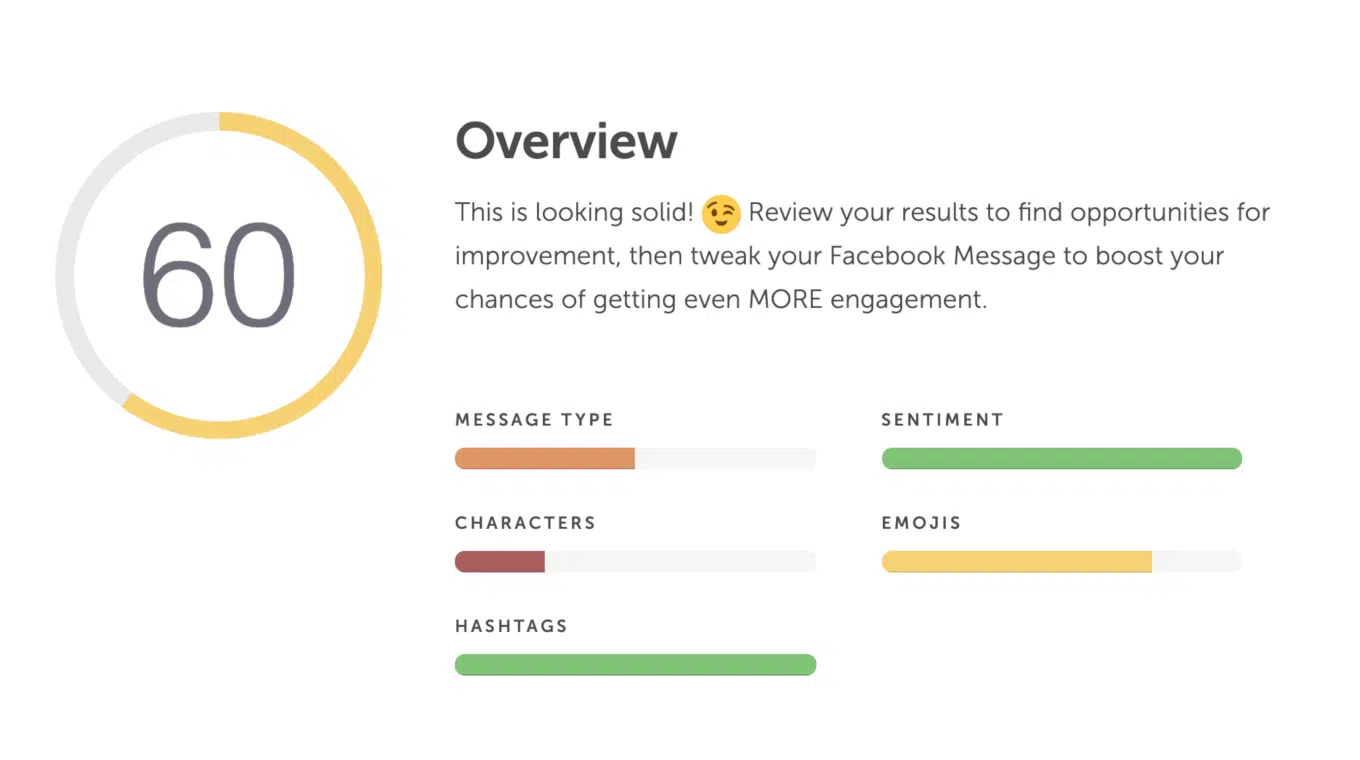 60
Overview
This is looking solid! 😉 Review your results to find opportunities for
improvement, then tweak your Facebook Message to boost your
chances of getting even MORE engagement.
MESSAGE TYPE
SENTIMENT
CHARACTERS
EMOJIS
HASHTAGS